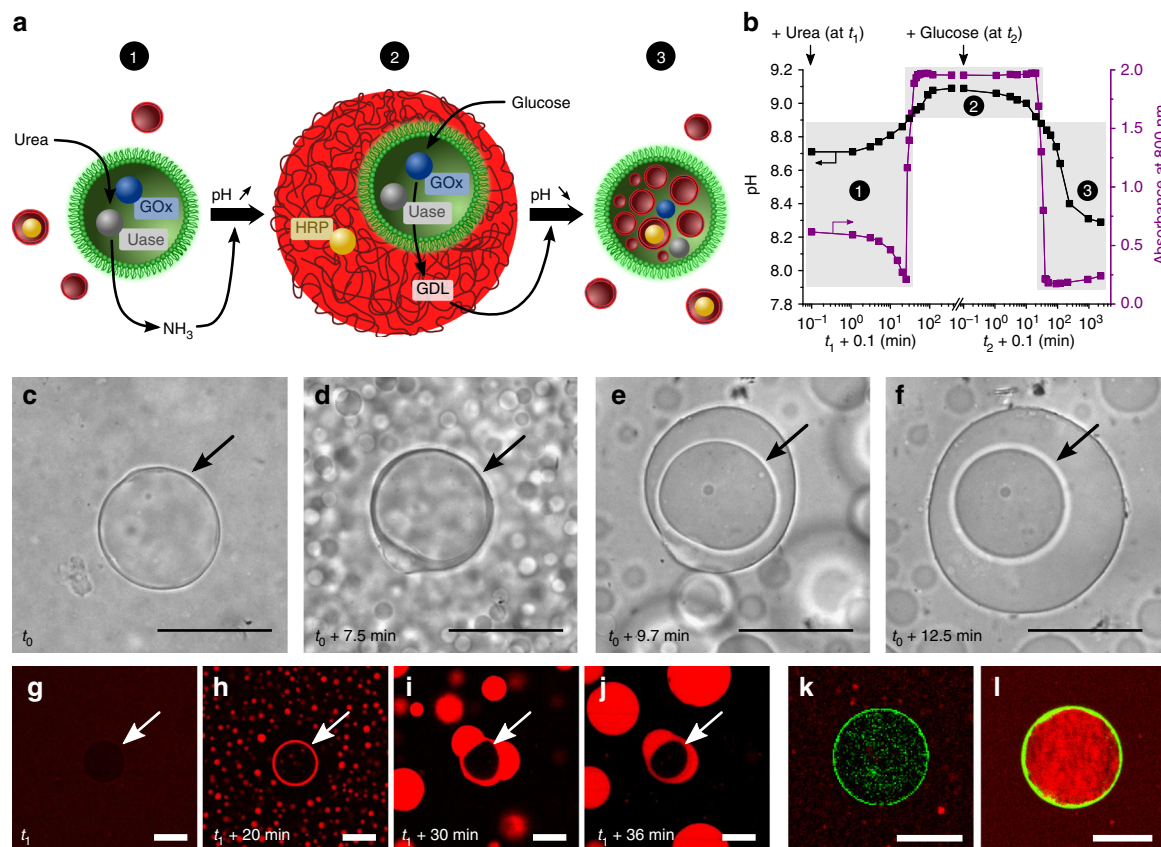 a
1
2
3
Urea
GOx
Uase
NH₃
pH
Glucose
GOx
Uase
HRP
GDL
pH
b
+ Urea (at t₁)
+ Glucose (at t₂)
9.2
9.0
8.8
8.6
8.4
8.2
8.0
7.8
pH
1
2
3
2.0
1.5
1.0
0.5
0.0
Absorbance at 800 nm
10⁻¹ 10⁰ 10¹ 10² 10⁻¹ 10⁰ 10¹ 10² 10³
t₁ + 0.1 (min)
t₂ + 0.1 (min)
c
t₀
d
t₀ + 7.5 min
e
t₀ + 9.7 min
f
t₀ + 12.5 min
g
t₁
h
t₁ + 20 min
i
t₁ + 30 min
j
t₁ + 36 min
k
l